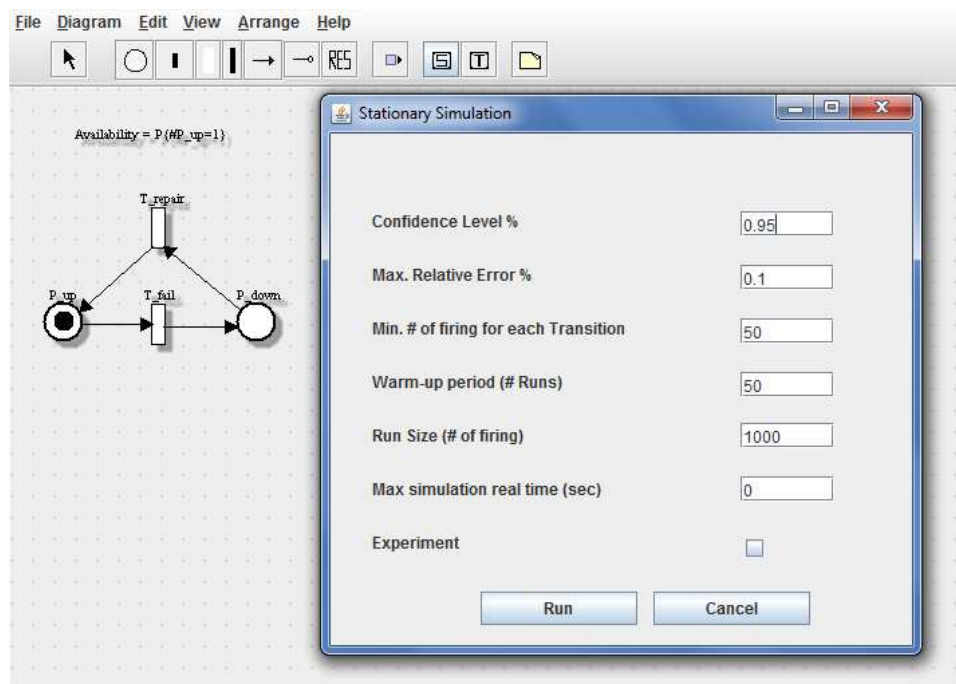 File Diagram Edit View Arrange Help
RES S T
Stationary Simulation
Availability = P{#P_up=1}
T_repair
P_up T_fail P_down
Confidence Level % 0.95
Max. Relative Error % 0.1
Min. # of firing for each Transition 50
Warm-up period (# Runs) 50
Run Size (# of firing) 1000
Max simulation real time (sec) 0
Experiment
Run Cancel